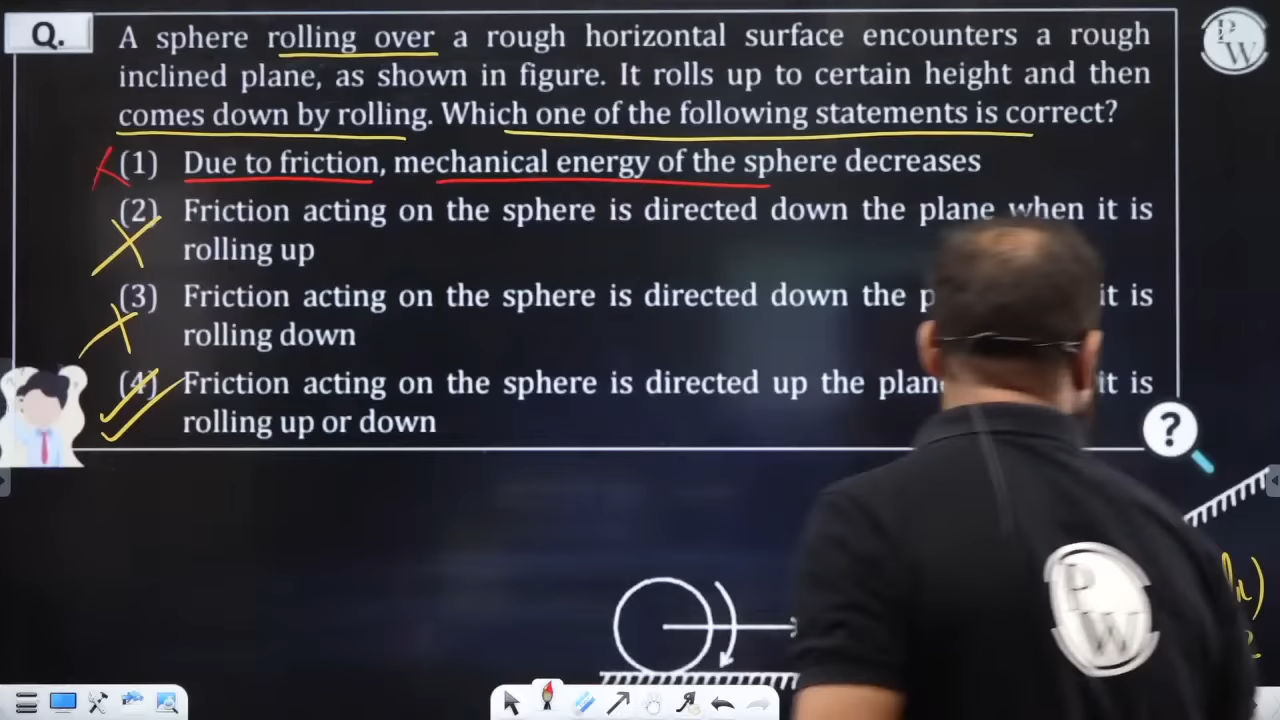 Q. A sphere rolling over a rough horizontal surface encounters a rough
inclined plane, as shown in figure. It rolls up to certain height and then
comes down by rolling. Which one of the following statements is correct?
(1) Due to friction, mechanical energy of the sphere decreases
(2) Friction acting on the sphere is directed down the plane when it is
rolling up
(3) Friction acting on the sphere is directed down the it is
rolling down
(4) Friction acting on the sphere is directed up the it is
rolling up or down
?
P
W
P
W